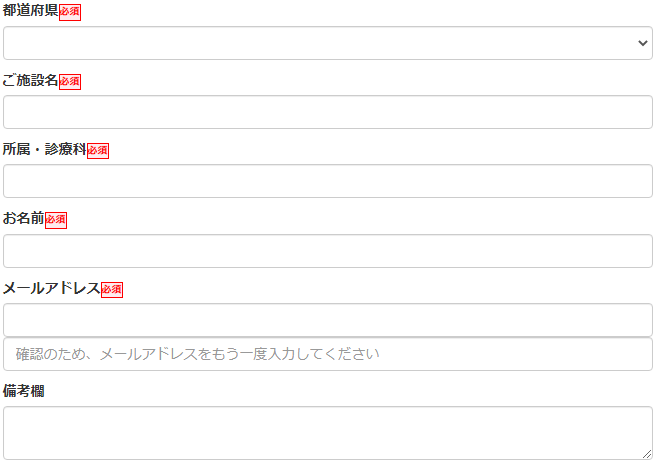 都道府県必須
ご施設名必須
所属・診療科必須
お名前必須
メールアドレス必須
確認のため、メールアドレスをもう一度入力してください
備考欄